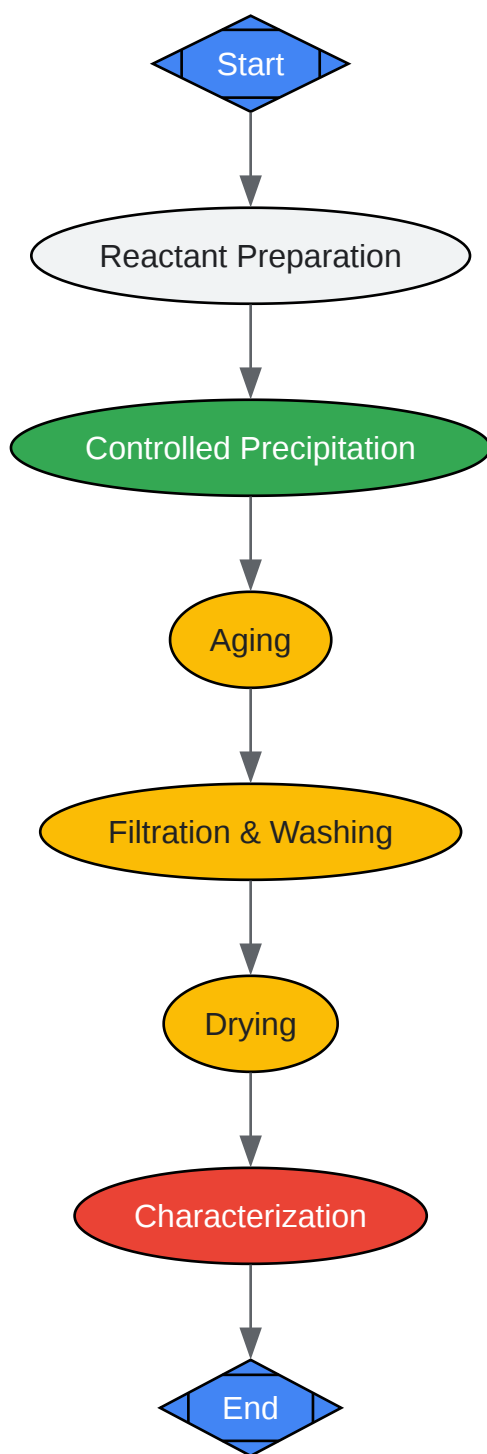 Start
Reactant Preparation
Controlled Precipitation
Aging
Filtration & Washing
Drying
Characterization
End